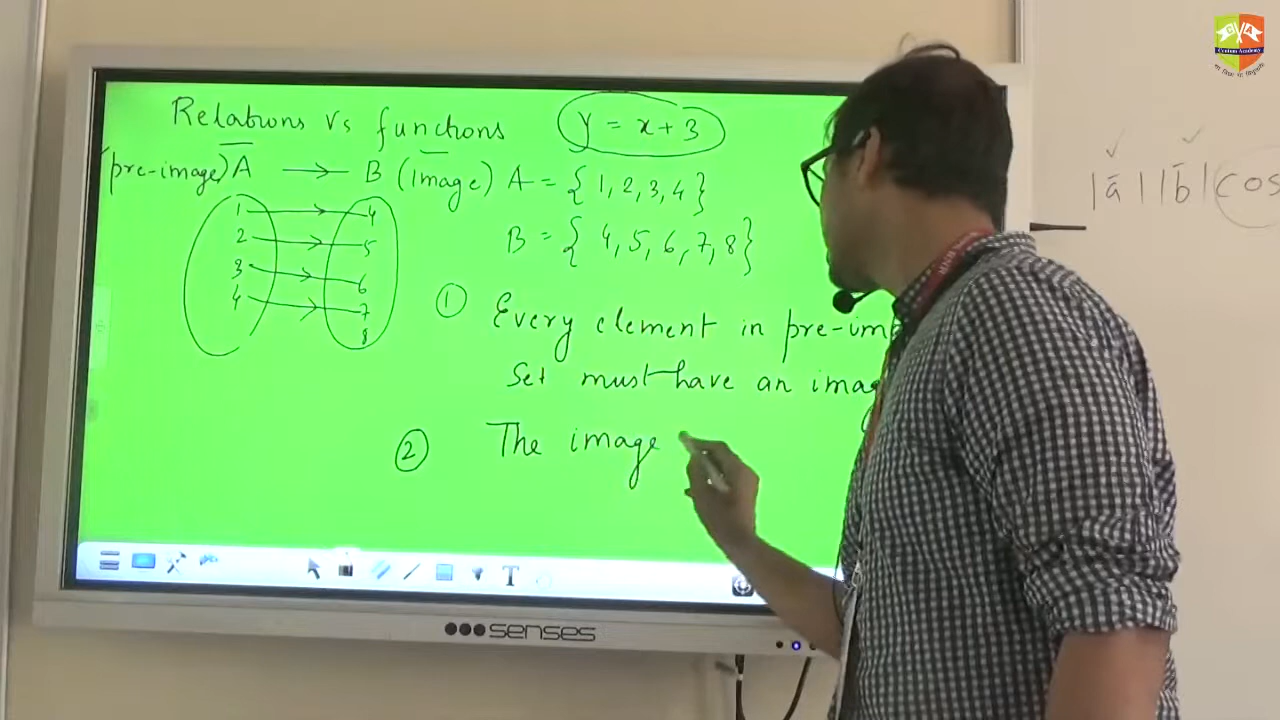 Relations Vs functions
y = x + 3
(pre-image) A → B (image)
A = { 1, 2, 3, 4 }
B = { 4, 5, 6, 7, 8 }
1 4
2 5
3 6
4 7
8
① Every element in pre-im
Set must have an imag
② The image
|a̅| |b̅| cos
Centum Academy
T
senses